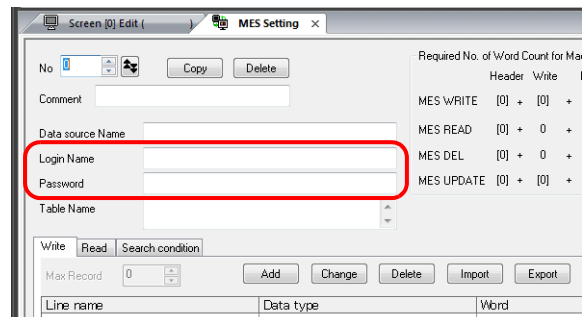 Screen [0] Edit ( ) MES Setting ×
No 0 Copy Delete
Comment
Data source Name
Login Name
Password
Table Name
Required No. of Word Count for Mac
Header Write
MES WRITE [0] + [0] +
MES READ [0] + 0 +
MES DEL [0] + 0 +
MES UPDATE [0] + [0] +
Write Read Search condition
Max Record 0 Add Change Delete Import Export
Line name Data type Word